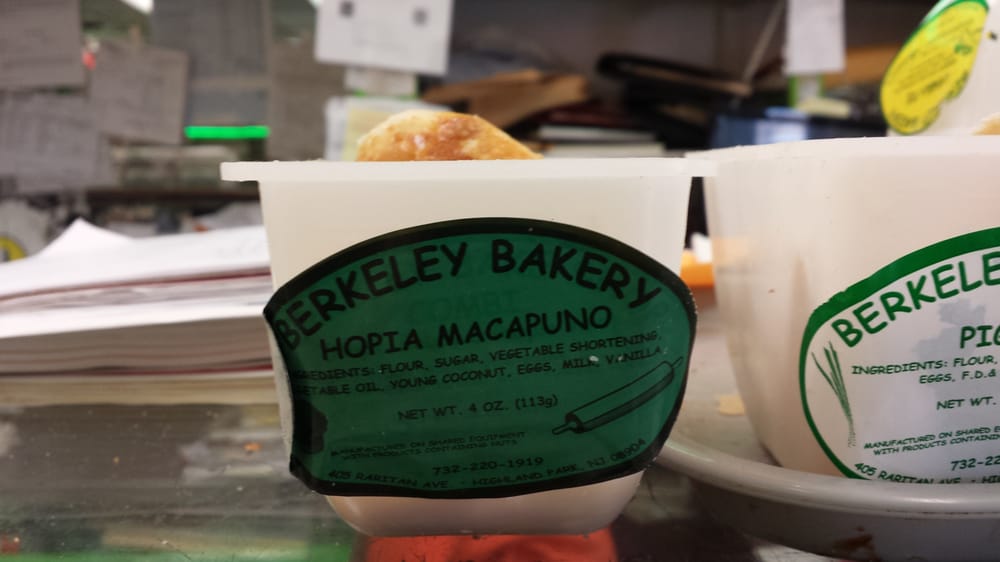 BERKELEY BAKERY
HOPIA MACAPUNO
INGREDIENTS: FLOUR, SUGAR, VEGETABLE SHORTENING,
VEGETABLE OIL, YOUNG COCONUT, EGGS, MILK, VANILLA
NET WT. 4 OZ. (113g)
MANUFACTURED ON SHARED EQUIPMENT
WITH PRODUCTS CONTAINING NUTS
732-220-1919
405 RARITAN AVE. - HIGHLAND PARK, NJ 08904
BERKELE
PI
INGREDIENTS: FLOUR,
EGGS, F.D.&
NET WT.
MANUFACTURED ON SHARED E
WITH PRODUCTS CONTAININ
732-22
405 RARITAN AVE. - HI